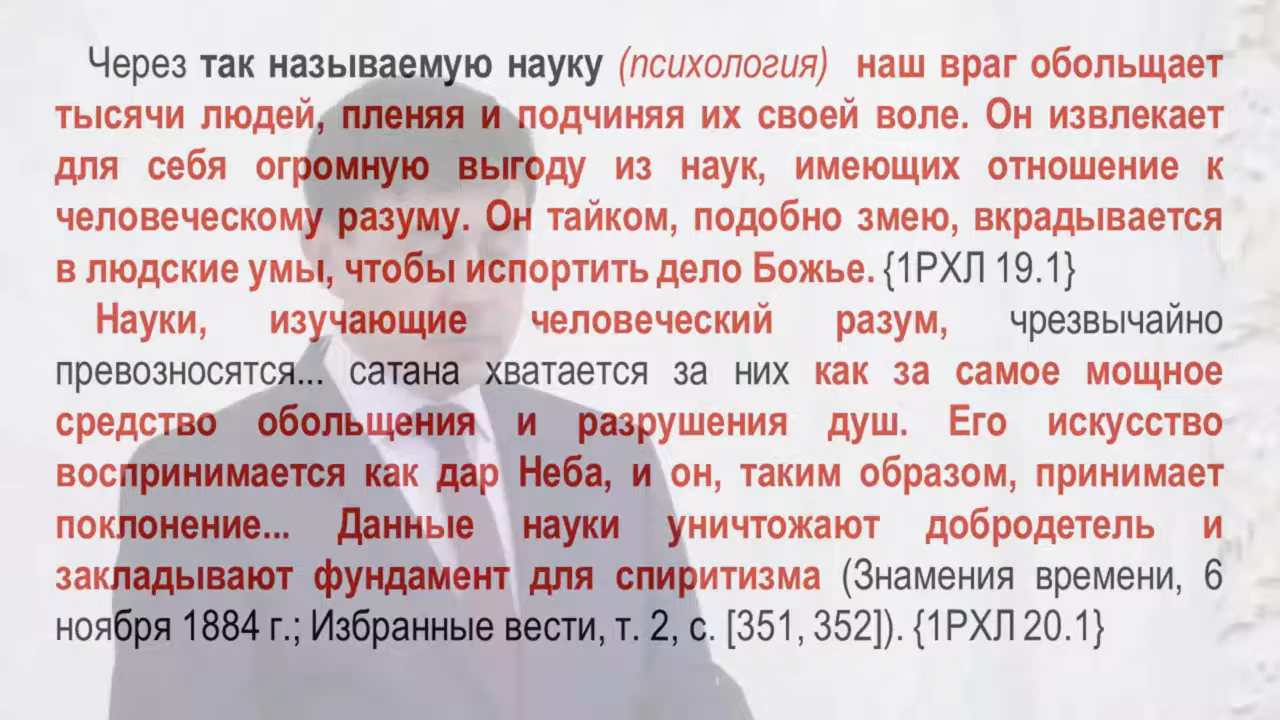 Через так называемую науку (психология) наш враг обольщает
тысячи людей, пленяя и подчиняя их своей воле. Он извлекает
для себя огромную выгоду из наук, имеющих отношение к
человеческому разуму. Он тайком, подобно змею, вкрадывается
в людские умы, чтобы испортить дело Божье. {1РХЛ 19.1}
Науки, изучающие человеческий разум, чрезвычайно
превозносятся... сатана хватается за них как за самое мощное
средство обольщения и разрушения душ. Его искусство
воспринимается как дар Неба, и он, таким образом, принимает
поклонение... Данные науки уничтожают добродетель и
закладывают фундамент для спиритизма (Знамения времени, 6
ноября 1884 г.; Избранные вести, т. 2, с. [351, 352]). {1РХЛ 20.1}